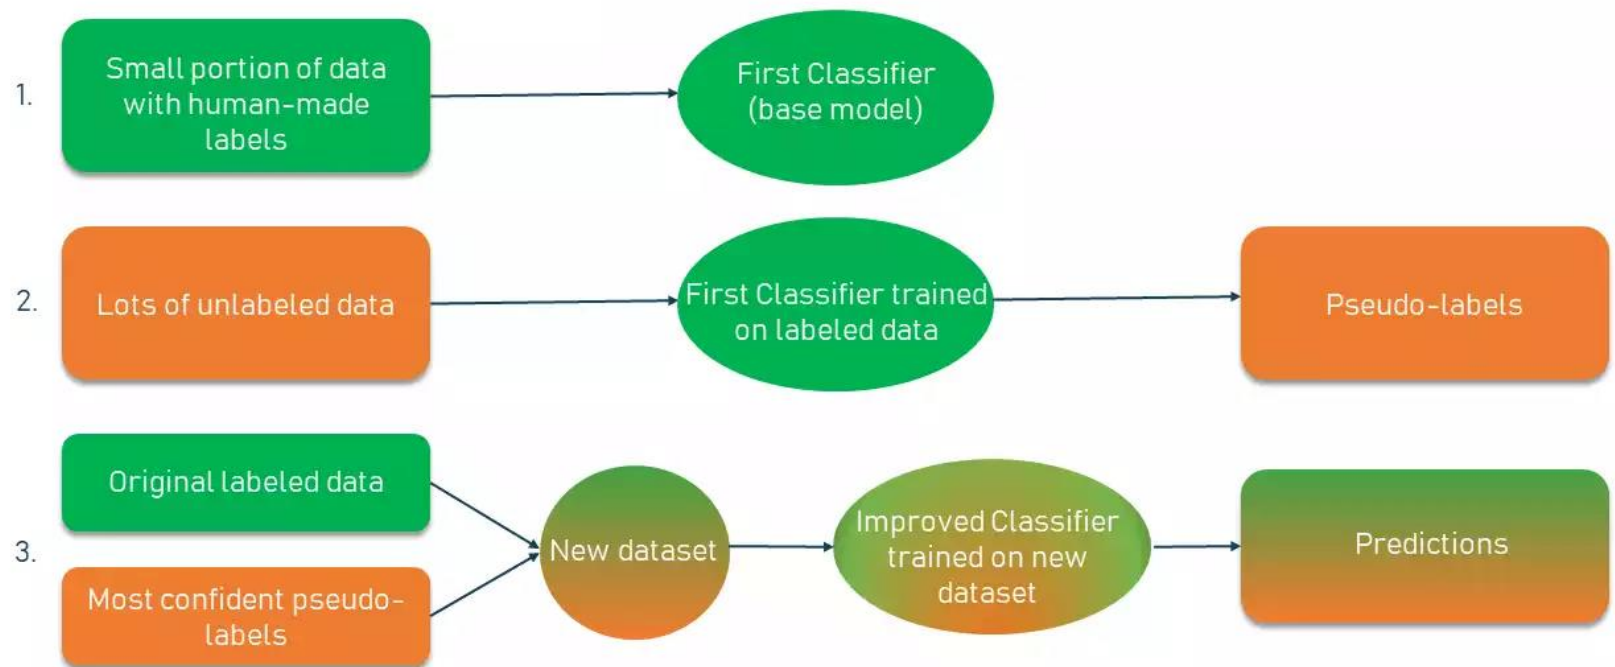 1.
Small portion of data
with human-made
labels
First Classifier
(base model)
2.
Lots of unlabeled data
First Classifier trained
on labeled data
Pseudo-labels
3.
Original labeled data
Most confident pseudo-
labels
New dataset
Improved Classifier
trained on new
dataset
Predictions